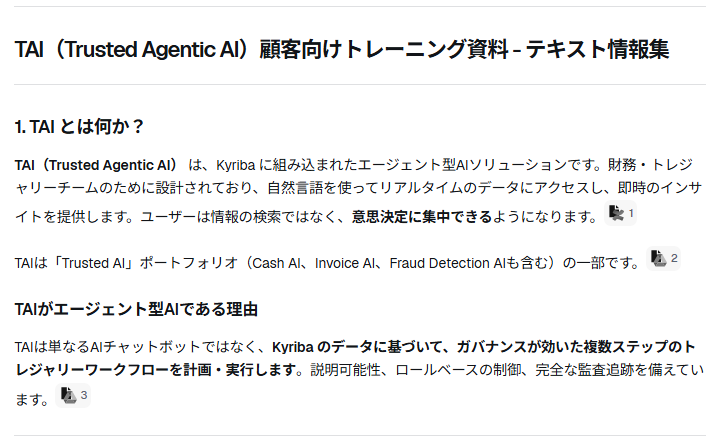 TAI（Trusted Agentic AI）顧客向けトレーニング資料 - テキスト情報集
1. TAI とは何か？
TAI（Trusted Agentic AI） は、Kyriba に組み込まれたエージェント型AIソリューションです。財務・トレジ
ャリーチームのために設計されており、自然言語を使ってリアルタイムのデータにアクセスし、即時のインサ
イトを提供します。ユーザーは情報の検索ではなく、意思決定に集中できるようになります。 1
TAIは「Trusted AI」ポートフォリオ（Cash AI、Invoice AI、Fraud Detection AIも含む）の一部です。 2
TAIがエージェント型AIである理由
TAIは単なるAIチャットボットではなく、Kyriba のデータに基づいて、ガバナンスが効いた複数ステップのト
レジャリーワークフローを計画・実行します。説明可能性、ロールベースの制御、完全な監査追跡を備えてい
ます。 3